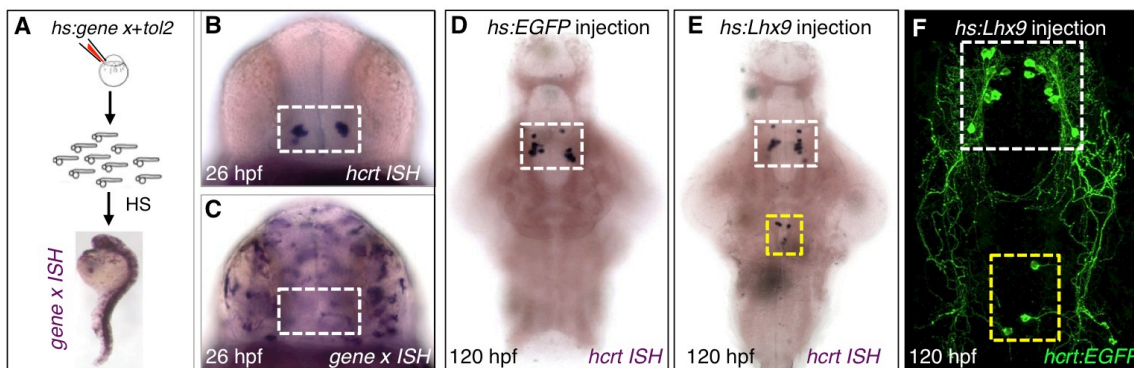 A
hs:gene x+tol2
HS
gene x ISH
B
26 hpf
hcrt ISH
C
26 hpf
gene x ISH
D
hs:EGFP injection
120 hpf
hcrt ISH
E
hs:Lhx9 injection
120 hpf
hcrt ISH
F
hs:Lhx9 injection
120 hpf
hcrt:EGFP